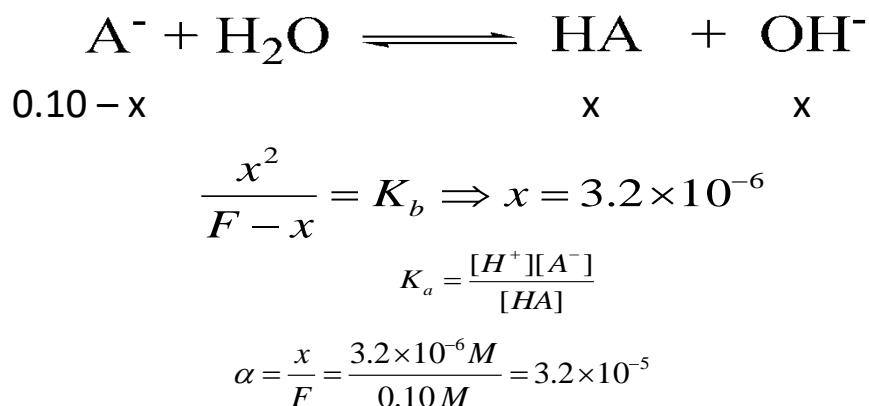 A⁻ + H₂O ⇌ HA + OH⁻
0.10 – x x x
x² / (F − x) = K_b ⇒ x = 3.2×10⁻⁶
K_a = [H⁺][A⁻] / [HA]
α = x / F = 3.2×10⁻⁶ M / 0.10 M = 3.2×10⁻⁵